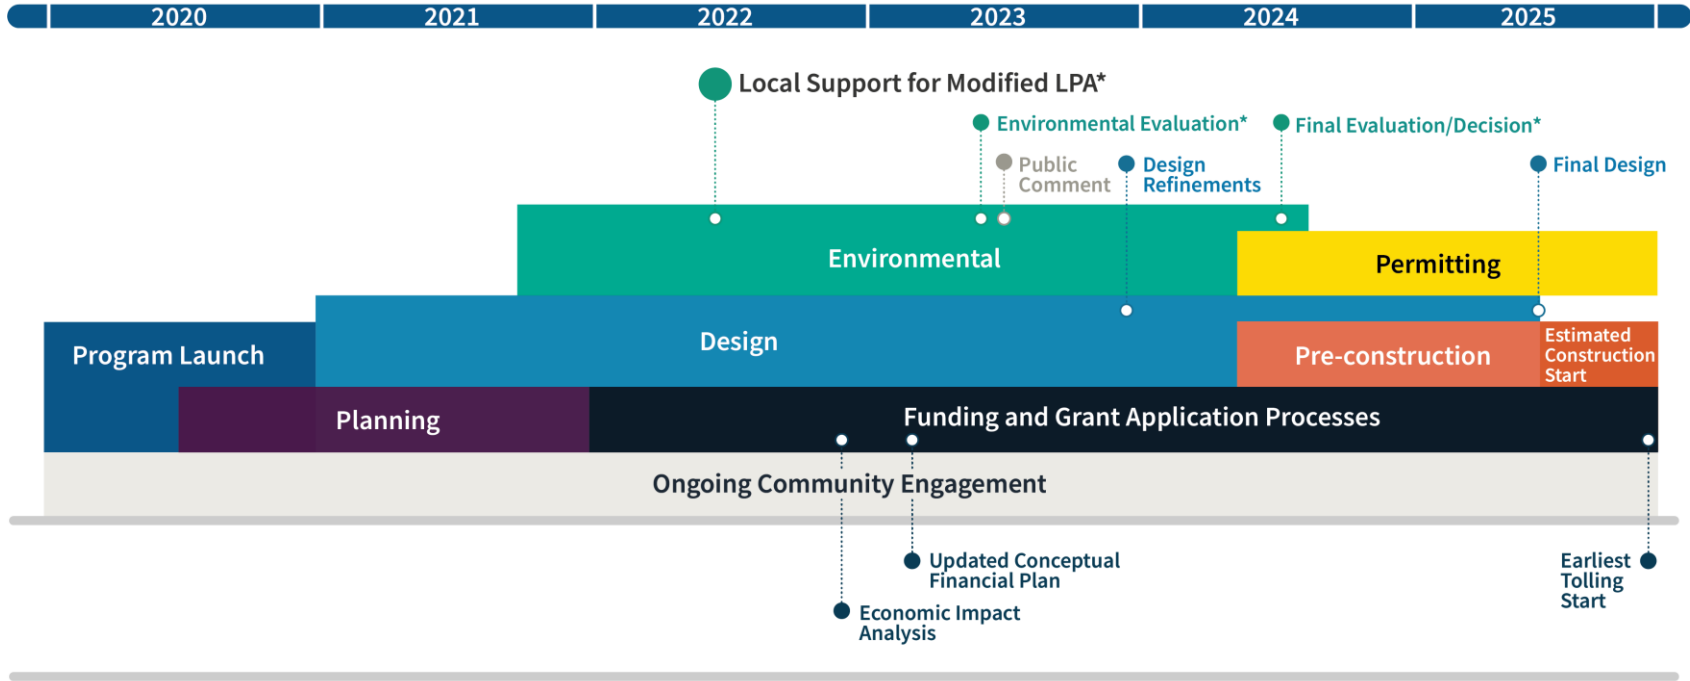 2020 2021 2022 2023 2024 2025
Local Support for Modified LPA*
Environmental Evaluation*
Final Evaluation/Decision*
Public
Comment
Design
Refinements
Final Design
Environmental
Permitting
Program Launch
Design
Pre-construction
Estimated
Construction
Start
Planning
Funding and Grant Application Processes
Ongoing Community Engagement
Updated Conceptual
Financial Plan
Earliest
Tolling
Start
Economic Impact
Analysis